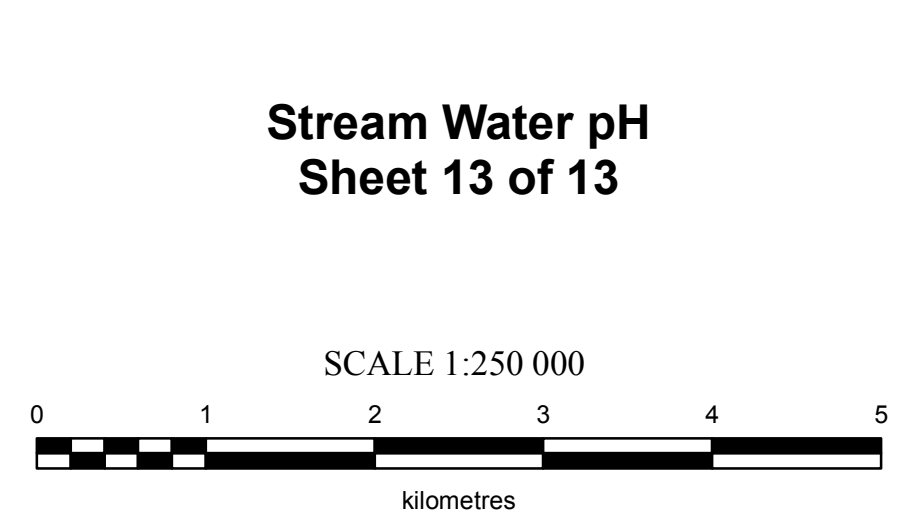 Stream Water pH
Sheet 13 of 13
SCALE 1:250 000
0 1 2 3 4 5
kilometres